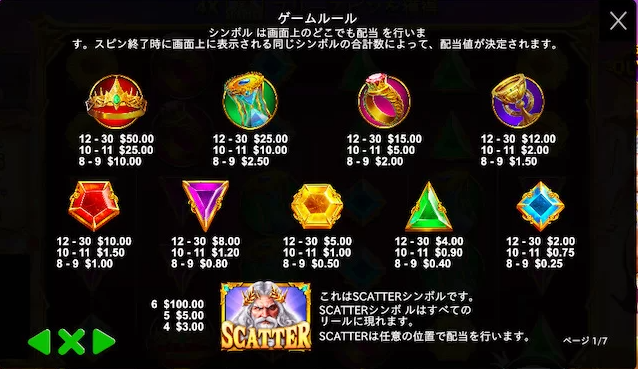 ゲームルール
シンボル は画面上のどこでも配当 を行いま
す。スピン終了時に画面上に表示される同じシンボルの合計数によって、配当値が決定されます。
12 - 30 $50.00
10 - 11 $25.00
8 - 9 $10.00
12 - 30 $25.00
10 - 11 $10.00
8 - 9 $2.50
12 - 30 $15.00
10 - 11 $5.00
8 - 9 $2.00
12 - 30 $12.00
10 - 11 $2.00
8 - 9 $1.50
12 - 30 $10.00
10 - 11 $1.50
8 - 9 $1.00
12 - 30 $8.00
10 - 11 $1.20
8 - 9 $0.80
12 - 30 $5.00
10 - 11 $1.00
8 - 9 $0.50
12 - 30 $4.00
10 - 11 $0.90
8 - 9 $0.40
12 - 30 $2.00
10 - 11 $0.75
8 - 9 $0.25
6 $100.00
5 $5.00
4 $3.00
SCATTER
これはSCATTERシンボルです。
SCATTERシンボ ルはすべての
リールに現れます。
SCATTERは任意の位置で配当を行います。
ページ 1/7